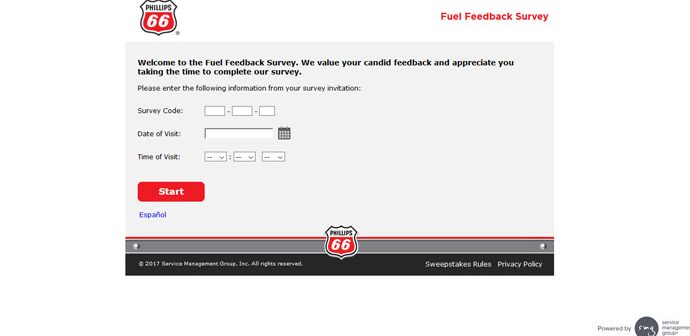 PHILLIPS
66
Fuel Feedback Survey
Welcome to the Fuel Feedback Survey. We value your candid feedback and appreciate you
taking the time to complete our survey.
Please enter the following information from your survey invitation:
Survey Code: - -
Date of Visit:
Time of Visit: -- : -- --
Start
Español
PHILLIPS
66
© 2017 Service Management Group, Inc. All rights reserved. Sweepstakes Rules Privacy Policy
Powered by smg service
management
group